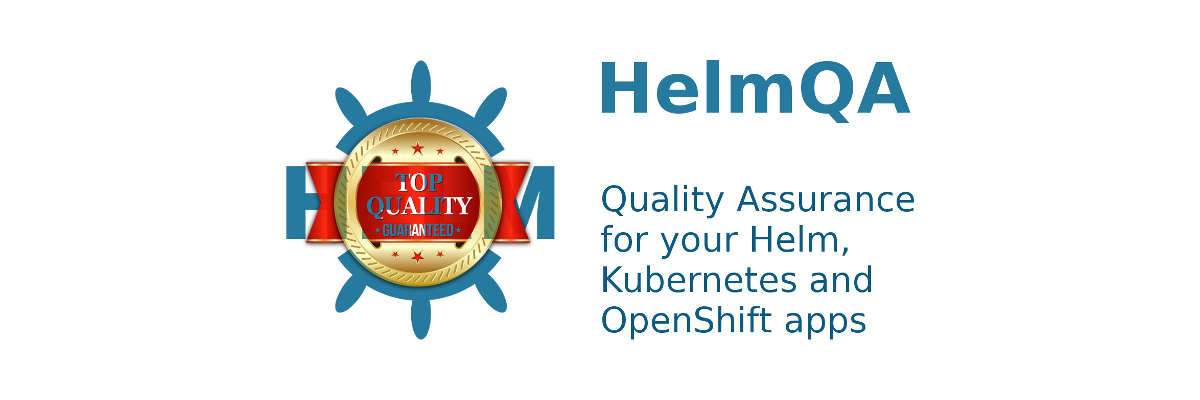 HelmQA
H M
TOP
QUALITY
GUARANTEED
Quality Assurance
for your Helm,
Kubernetes and
OpenShift apps